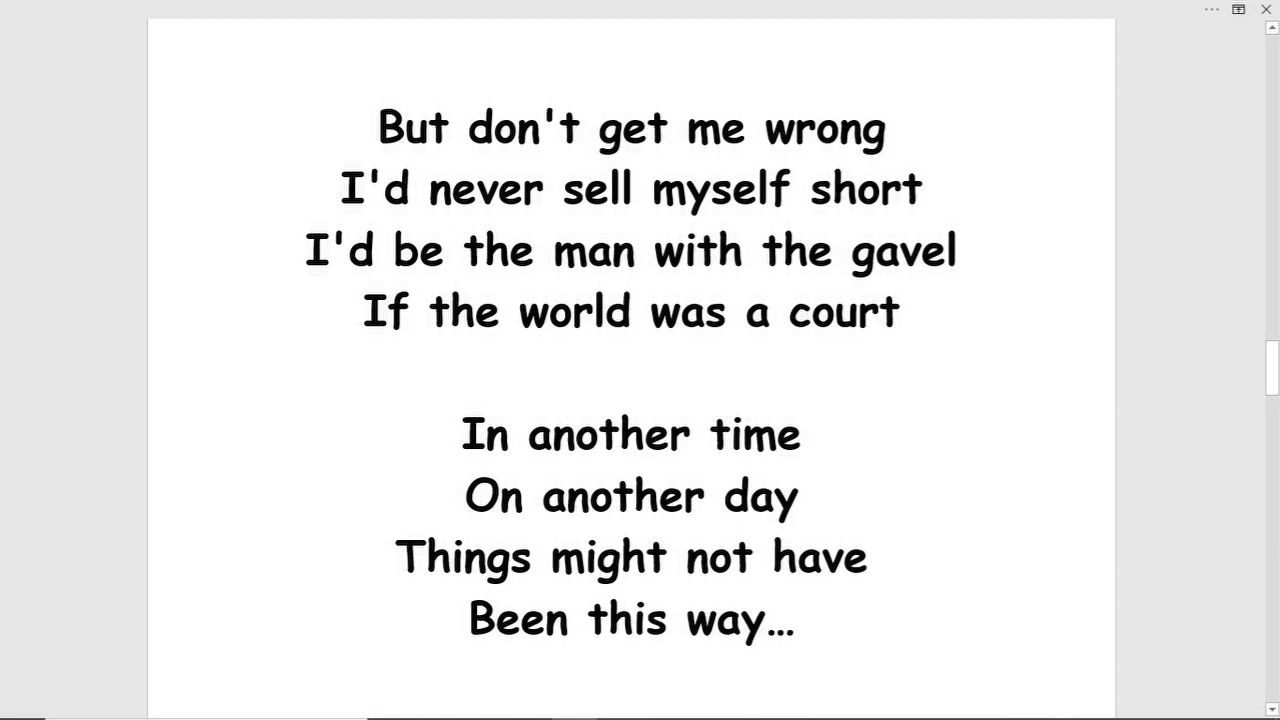 But don't get me wrong
I'd never sell myself short
I'd be the man with the gavel
If the world was a court
In another time
On another day
Things might not have
Been this way...